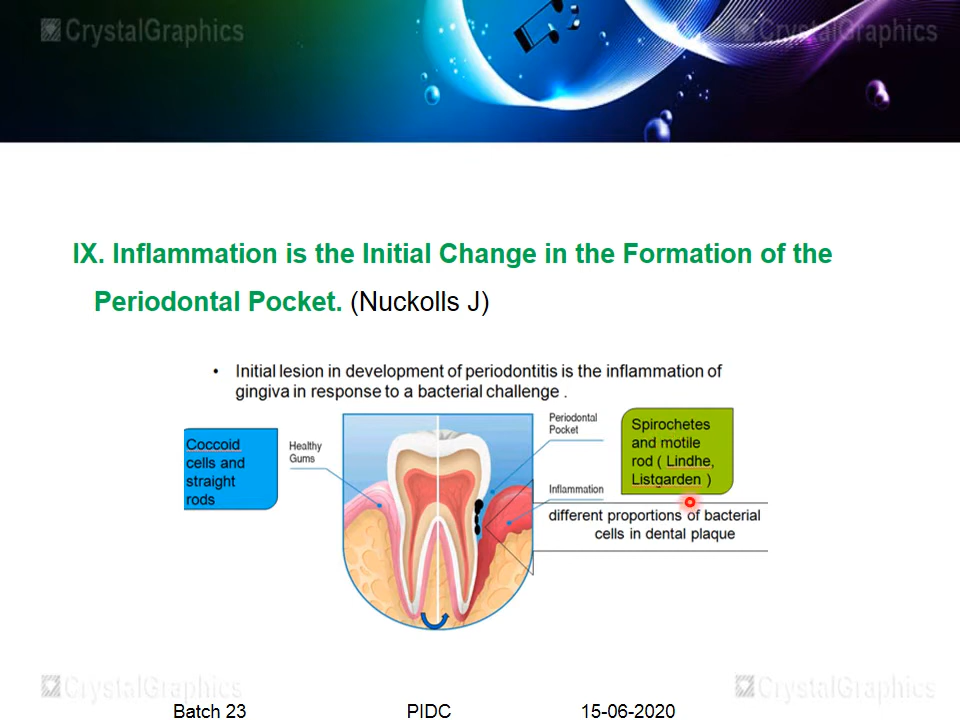 CrystalGraphics
CrystalGraphics
IX. Inflammation is the Initial Change in the Formation of the
Periodontal Pocket. (Nuckolls J)
• Initial lesion in development of periodontitis is the inflammation of
gingiva in response to a bacterial challenge .
Coccoid
cells and
straight
rods
Healthy
Gums
Periodontal
Pocket
Inflammation
Spirochetes
and motile
rod ( Lindhe,
Listgarden )
different proportions of bacterial
cells in dental plaque
CrystalGraphics
CrystalGraphics
Batch 23
PIDC
15-06-2020